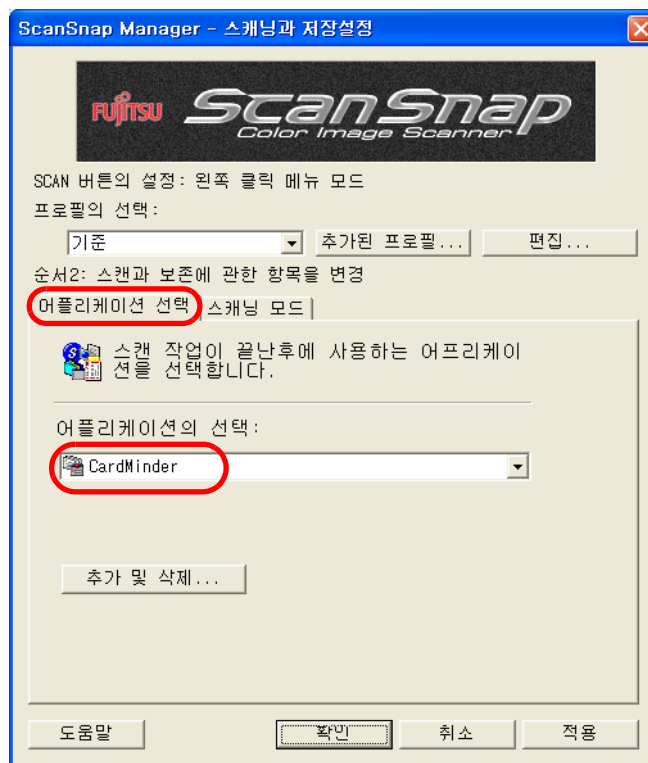 ScanSnap Manager - 스캐닝과 저장설정
FUJITSU ScanSnap
Color Image Scanner
SCAN 버튼의 설정: 왼쪽 클릭 메뉴 모드
프로필의 선택:
기준 추가된 프로필... 편집...
순서2: 스캔과 보존에 관한 항목을 변경
어플리케이션 선택 스캐닝 모드
스캔 작업이 끝난후에 사용하는 어프리케이
션을 선택합니다.
어플리케이션의 선택:
CardMinder
추가 및 삭제...
도움말 확인 취소 적용